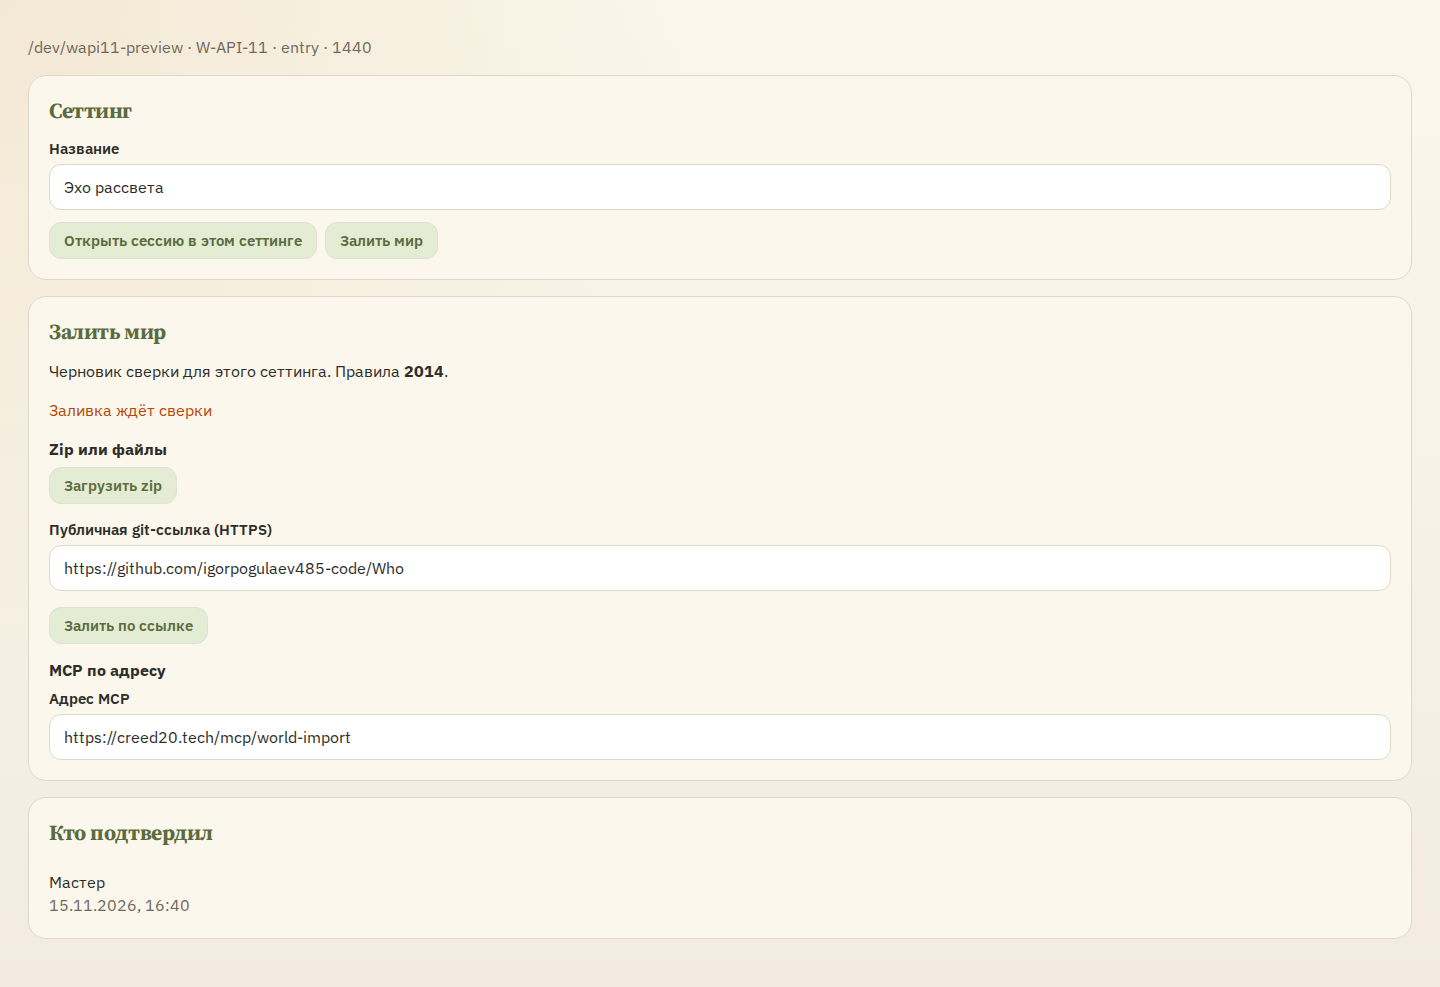 /dev/wapi11-preview · W-API-11 · entry · 1440
Сеттинг
Название
Эхо рассвета
Открыть сессию в этом сеттинге Залить мир
Залить мир
Черновик сверки для этого сеттинга. Правила 2014.
Заливка ждёт сверки
Zip или файлы
Загрузить zip
Публичная git-ссылка (HTTPS)
https://github.com/igorpogulaev485-code/Who
Залить по ссылке
MCP по адресу
Адрес MCP
https://creed20.tech/mcp/world-import
Кто подтвердил
Мастер
15.11.2026, 16:40